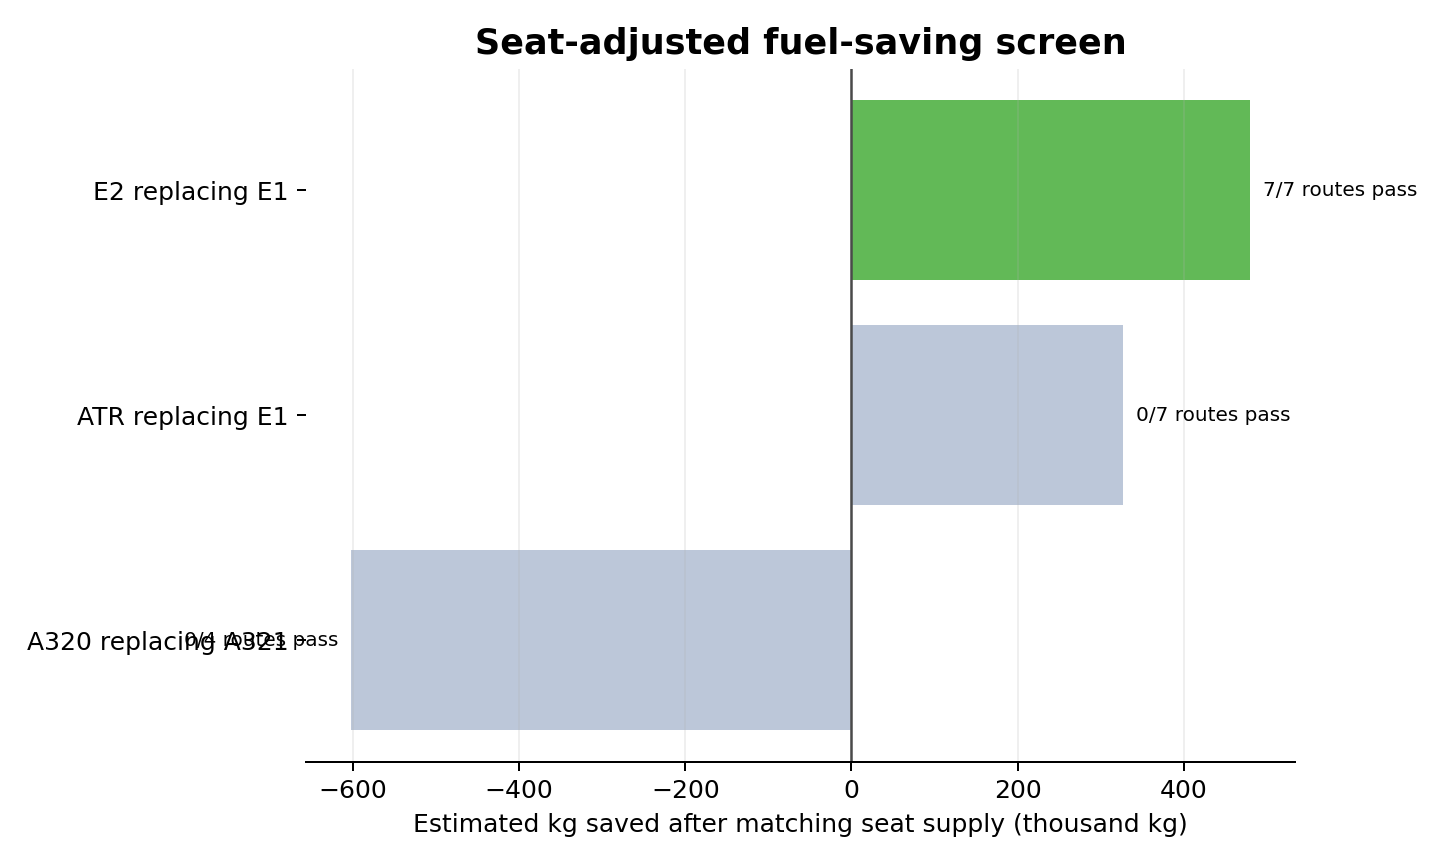 Seat-adjusted fuel-saving screen
E2 replacing E1
7/7 routes pass
ATR replacing E1
0/7 routes pass
A320 replacing A321
0/4 routes pass
−600 −400 −200 0 200 400
Estimated kg saved after matching seat supply (thousand kg)